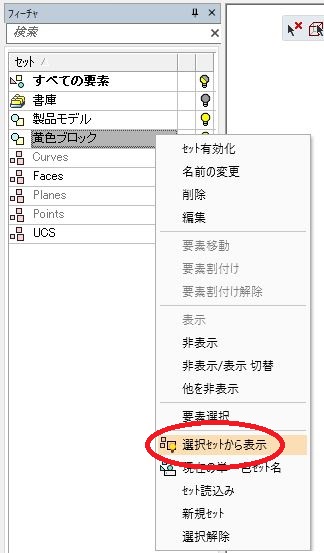 フィーチャ
検索
セット
すべての要素
書庫
製品モデル
黄色ブロック
Curves
Faces
Planes
Points
UCS
セット有効化
名前の変更
削除
編集
要素移動
要素割付け
要素割付け解除
表示
非表示
非表示/表示 切替
他を非表示
要素選択
選択セットから表示
現在の単一色セット名
セット読込み
新規セット
選択解除